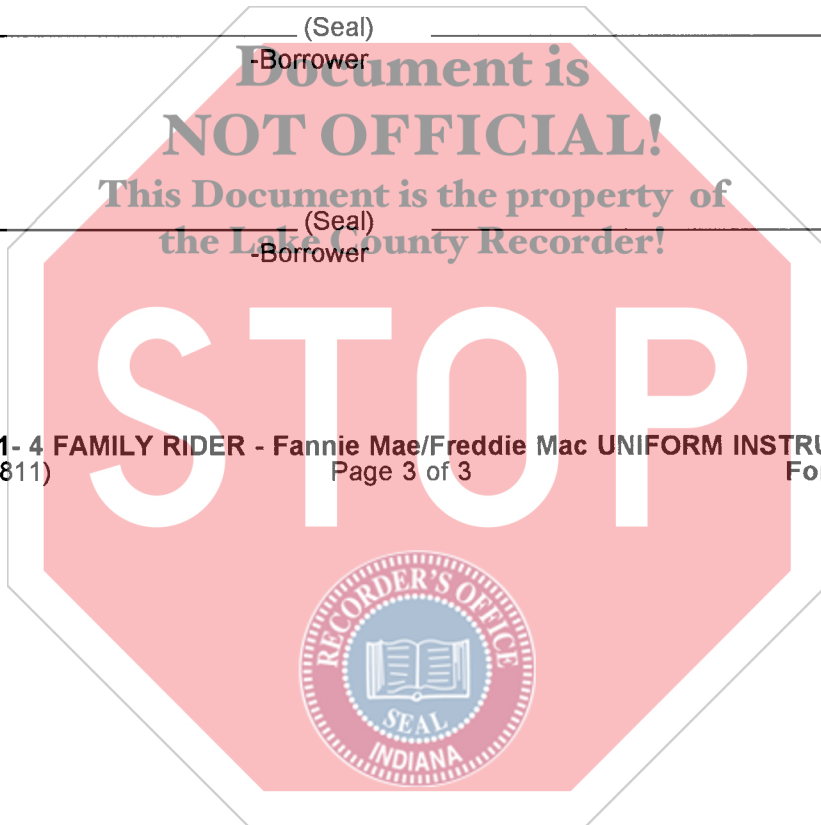 (Seal)
-Borrower
Document is
NOT OFFICIAL!
This Document is the property of
the Lake County Recorder!
(Seal)
-Borrower
STOP
1- 4 FAMILY RIDER - Fannie Mae/Freddie Mac UNIFORM INSTRU
811)
Page 3 of 3
For
RECORDER'S OFFICE
SEAL
INDIANA